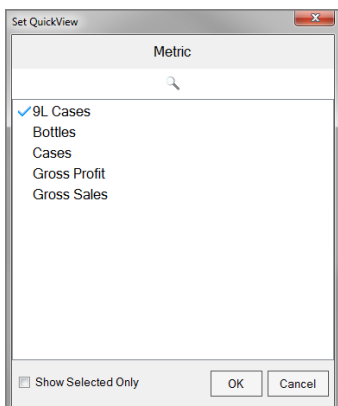 Set QuickView
Metric
9L Cases
Bottles
Cases
Gross Profit
Gross Sales
Show Selected Only
OK
Cancel